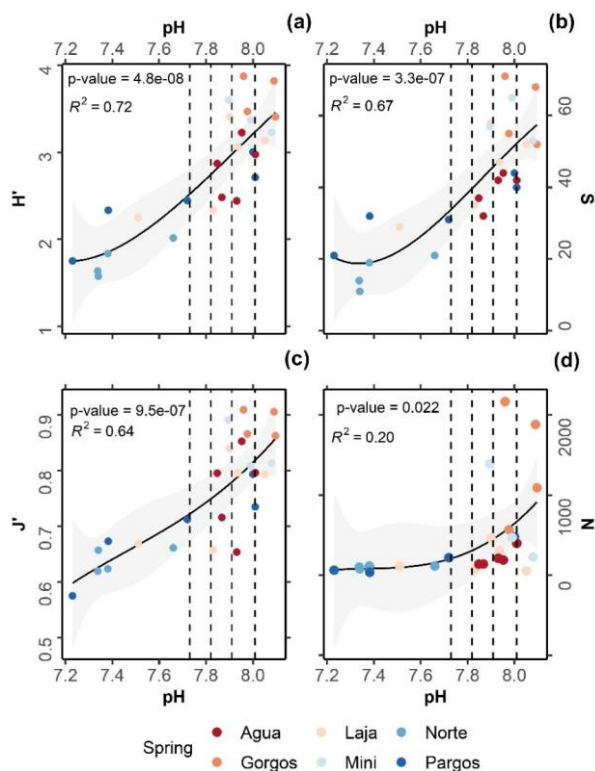 7.2 7.4 7.6 7.8 8.0 7.2 7.4 7.6 7.8 8.0
pH (a) pH (b)
p-value = 4.8e-08 p-value = 3.3e-07
R² = 0.72 R² = 0.67
H'
1 2 3 4
S
0 20 40 60
(c) (d)
p-value = 9.5e-07 p-value = 0.022
R² = 0.64 R² = 0.20
J'
0.5 0.6 0.7 0.8 0.9
N
0 1000 2000
7.2 7.4 7.6 7.8 8.0 7.2 7.4 7.6 7.8 8.0
pH pH
Spring Agua Laja Norte
Gorgos Mini Pargos